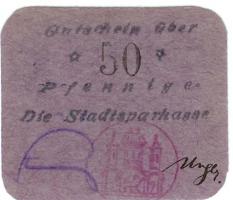 Gutschein über
50
Pfennige
Die Stadtsparkasse